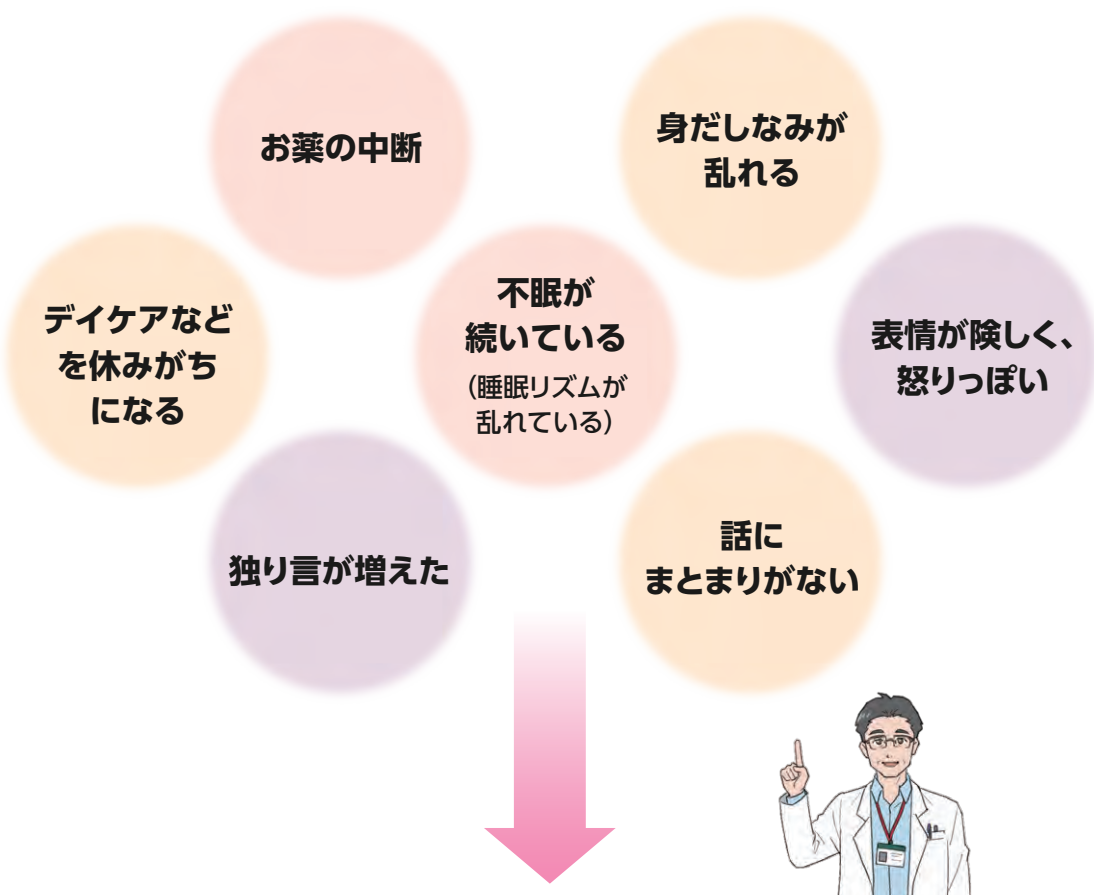 お薬の中断
身だしなみが
乱れる
デイケアなど
を休みがち
になる
不眠が
続いている
(睡眠リズムが
乱れている)
表情が険しく、
怒りっぽい
独り言が増えた
話に
まとまりがない